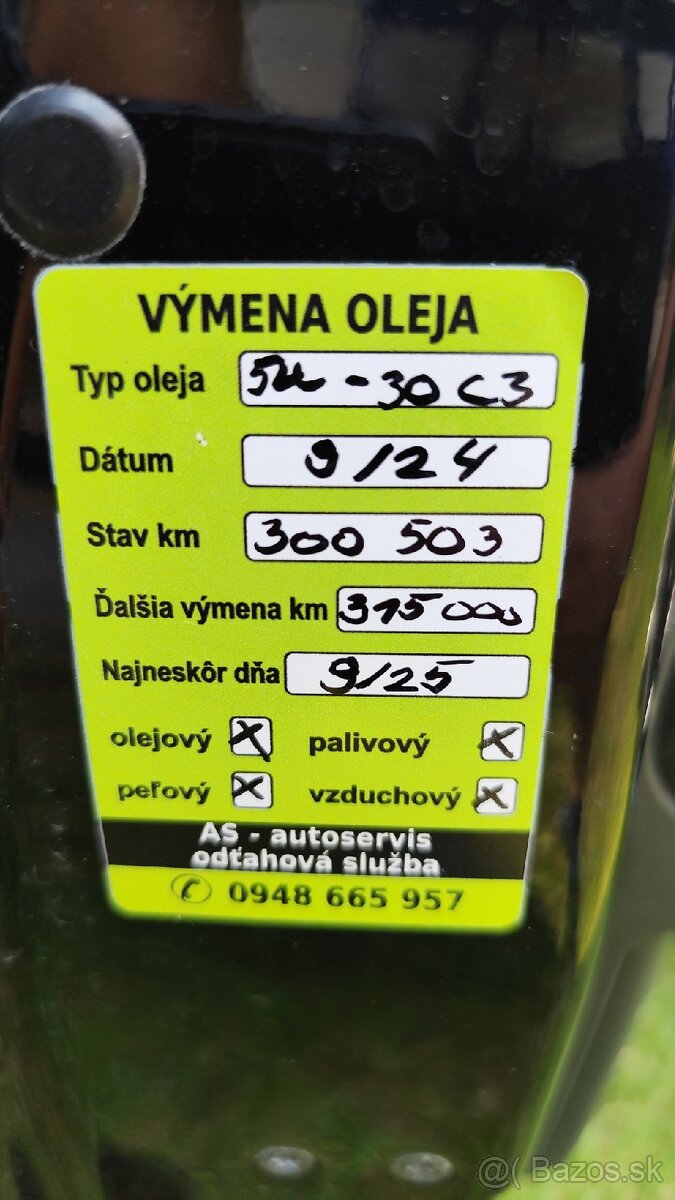 VÝMENA OLEJA
Typ oleja 5W-30 C3
Dátum 9/24
Stav km 300 503
Ďalšia výmena km 315 000
Najneskôr dňa 9/25
olejový X palivový X
peľový X vzduchový X
AS - autoservis
odťahová služba
✆ 0948 665 957
@( Bazos.sk